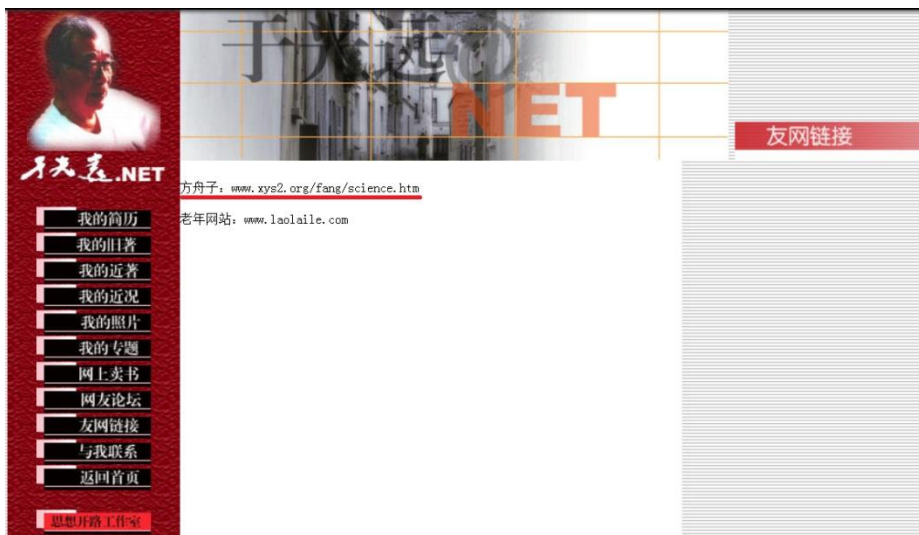 于光远@
.NET
友网链接
于光远.NET
方舟子：www.xys2.org/fang/science.htm
老年网站：www.laolaile.com
我的简历
我的旧著
我的近著
我的近况
我的照片
我的专题
网上卖书
网友论坛
友网链接
与我联系
返回首页
思想开路工作室